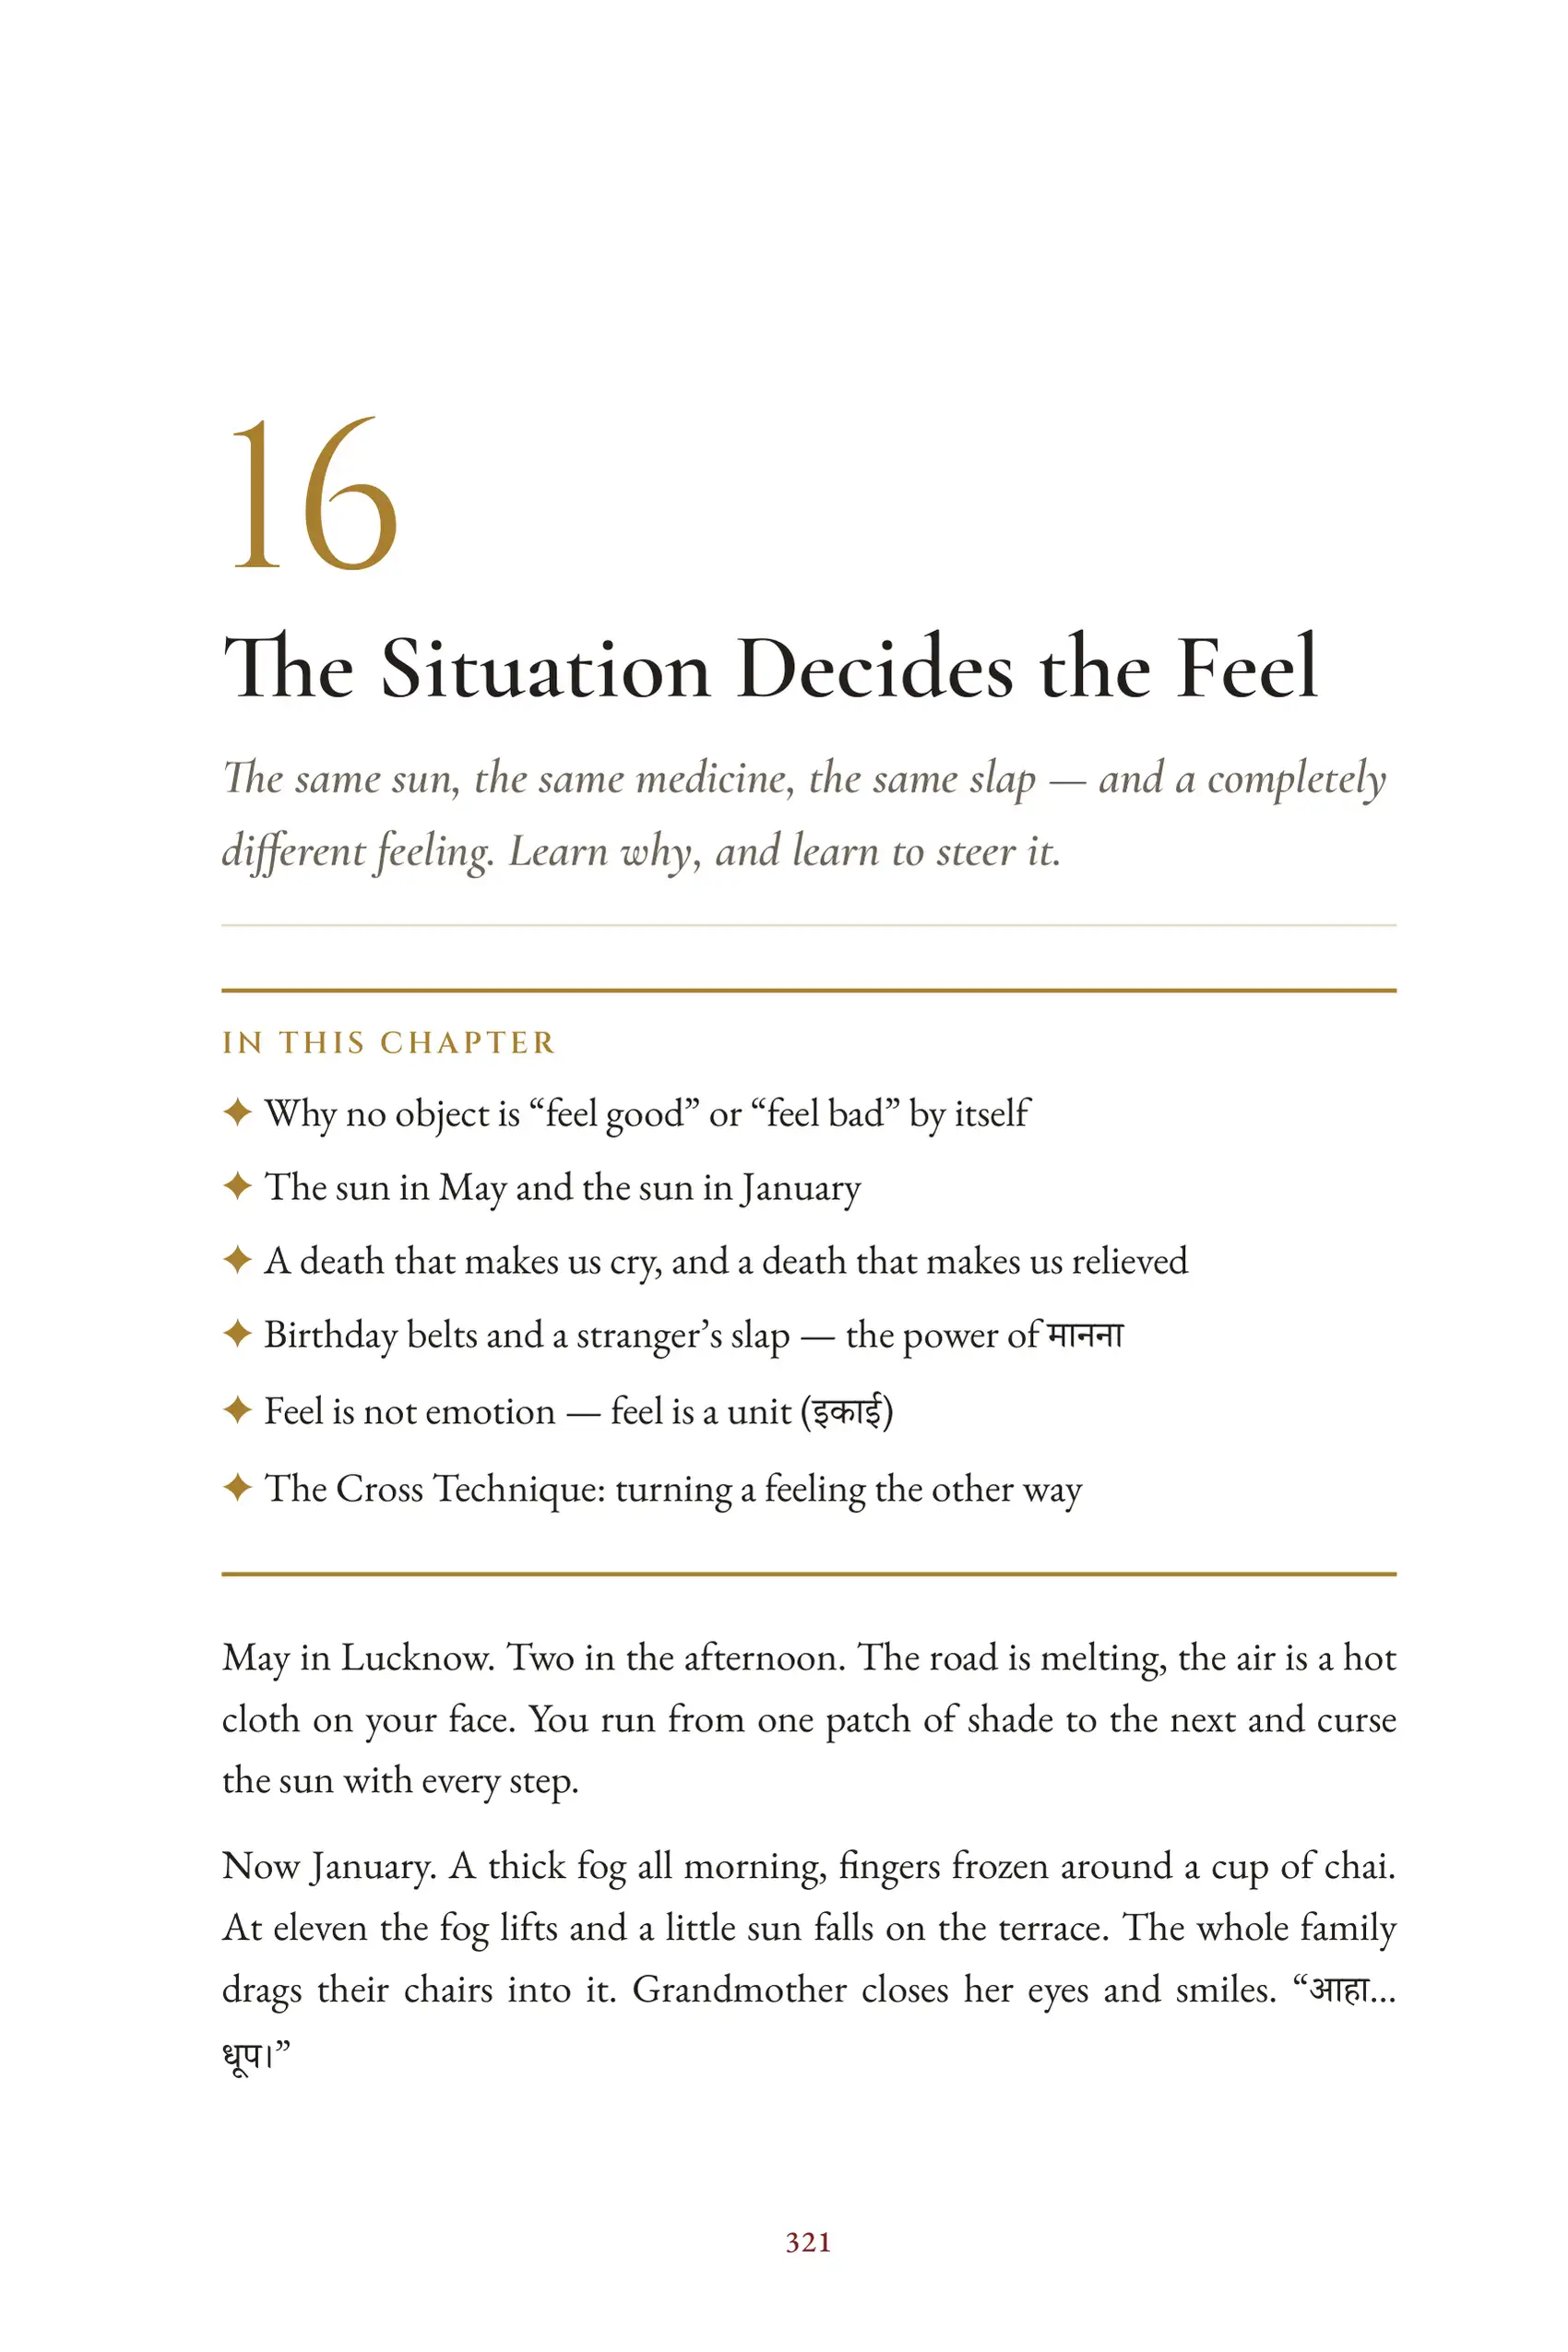 16
The Situation Decides the Feel
The same sun, the same medicine, the same slap — and a completely
different feeling. Learn why, and learn to steer it.
IN THIS CHAPTER
✦ Why no object is “feel good” or “feel bad” by itself
✦ The sun in May and the sun in January
✦ A death that makes us cry, and a death that makes us relieved
✦ Birthday belts and a stranger’s slap — the power of मानना
✦ Feel is not emotion — feel is a unit (इकाई)
✦ The Cross Technique: turning a feeling the other way
May in Lucknow. Two in the afternoon. The road is melting, the air is a hot
cloth on your face. You run from one patch of shade to the next and curse
the sun with every step.
Now January. A thick fog all morning, fingers frozen around a cup of chai.
At eleven the fog lifts and a little sun falls on the terrace. The whole family
drags their chairs into it. Grandmother closes her eyes and smiles. “आहा…
धूप।”
321